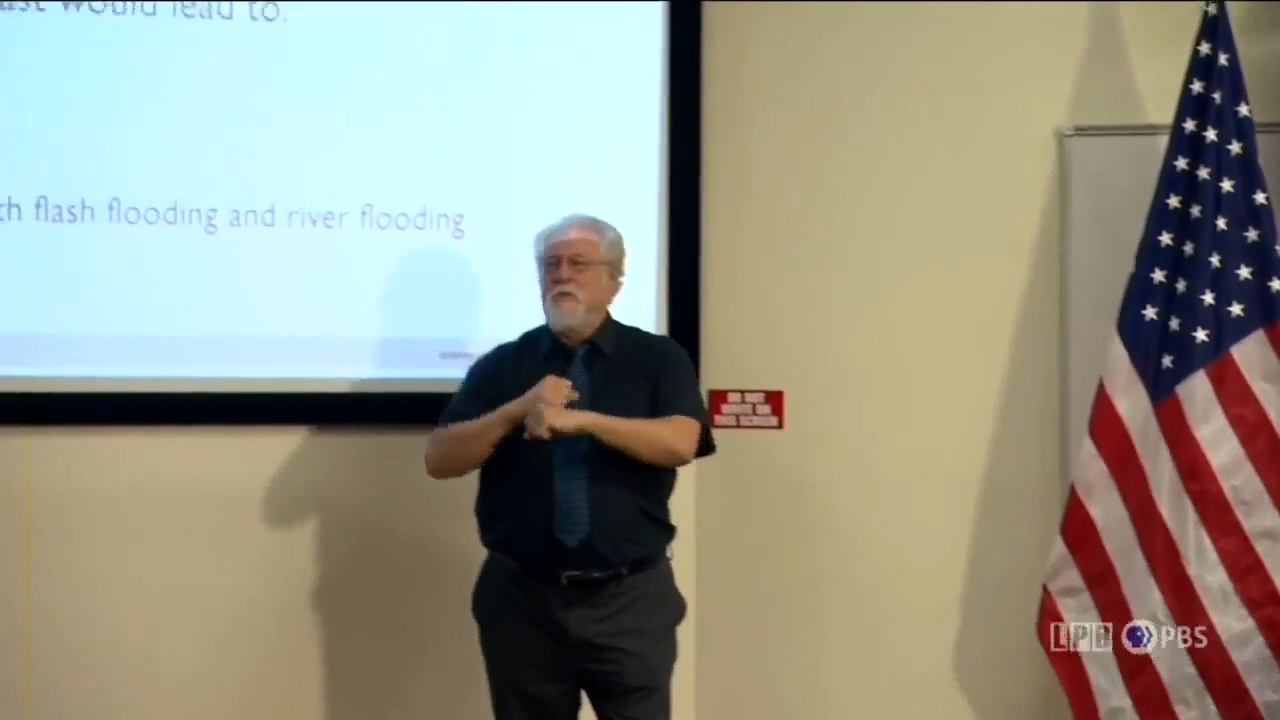 would lead to.
flash flooding and river flooding
DO NOT
WRITE ON
THIS SCREEN
LPB PBS